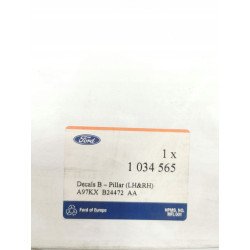 Ford
1 x
1 034 565
Decals B - Pillar (LH&RH)
A97KX B24472 AA
Ford of Europe